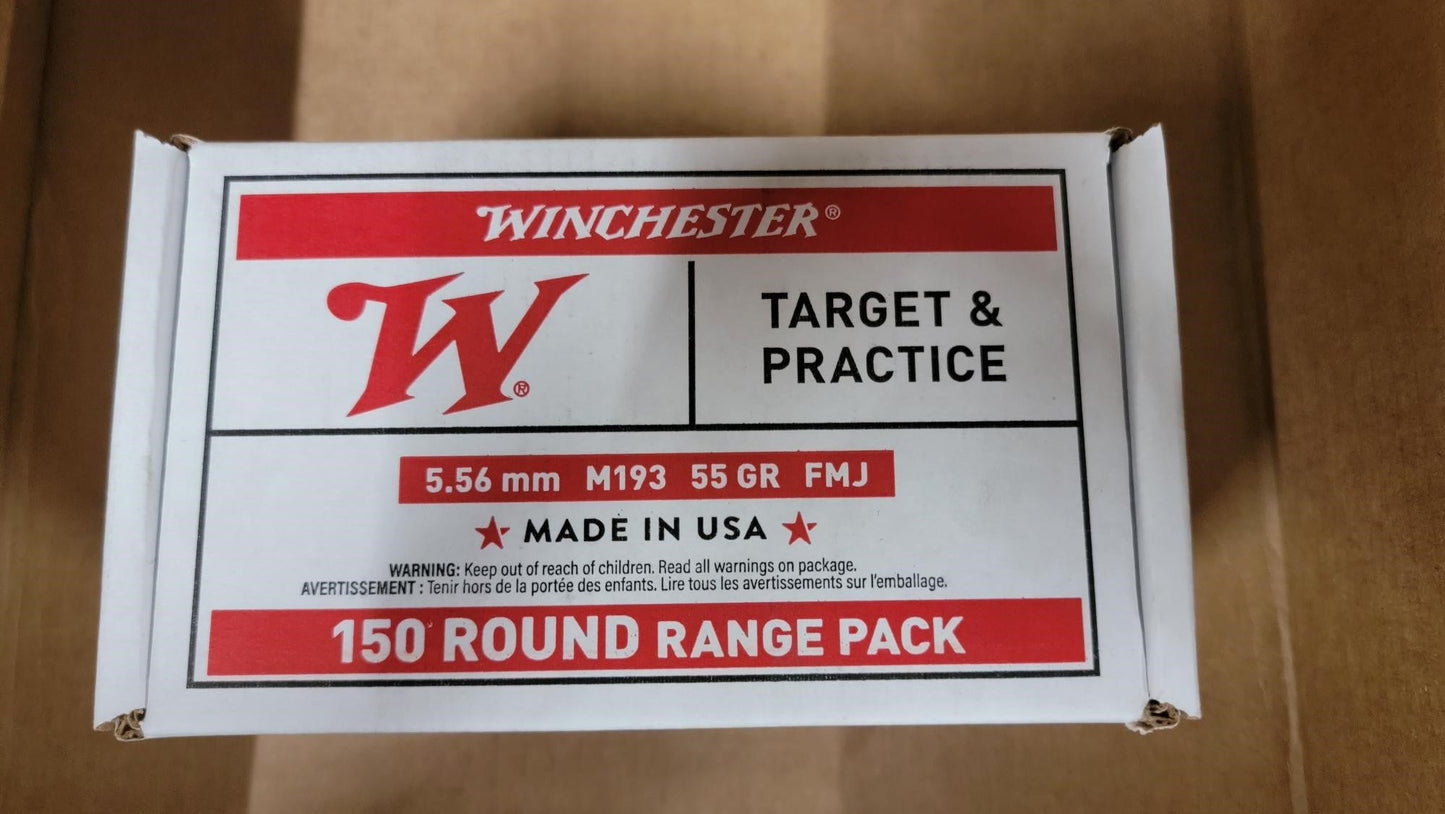 WINCHESTER®
W®
TARGET &
PRACTICE
5.56 mm M193 55 GR FMJ
MADE IN USA
WARNING: Keep out of reach of children. Read all warnings on package.
AVERTISSEMENT : Tenir hors de la portée des enfants. Lire tous les avertissements sur l'emballage.
150 ROUND RANGE PACK